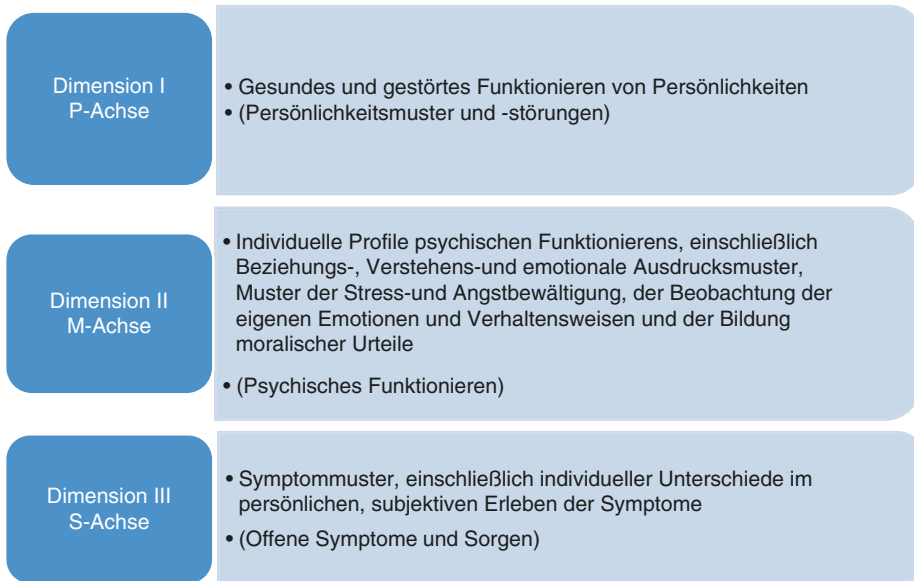 Dimension I
P-Achse
• Gesundes und gestörtes Funktionieren von Persönlichkeiten
• (Persönlichkeitsmuster und -störungen)
Dimension II
M-Achse
• Individuelle Profile psychischen Funktionierens, einschließlich
Beziehungs-, Verstehens-und emotionale Ausdrucksmuster,
Muster der Stress-und Angstbewältigung, der Beobachtung der
eigenen Emotionen und Verhaltensweisen und der Bildung
moralischer Urteile
• (Psychisches Funktionieren)
Dimension III
S-Achse
• Symptommuster, einschließlich individueller Unterschiede im
persönlichen, subjektiven Erleben der Symptome
• (Offene Symptome und Sorgen)